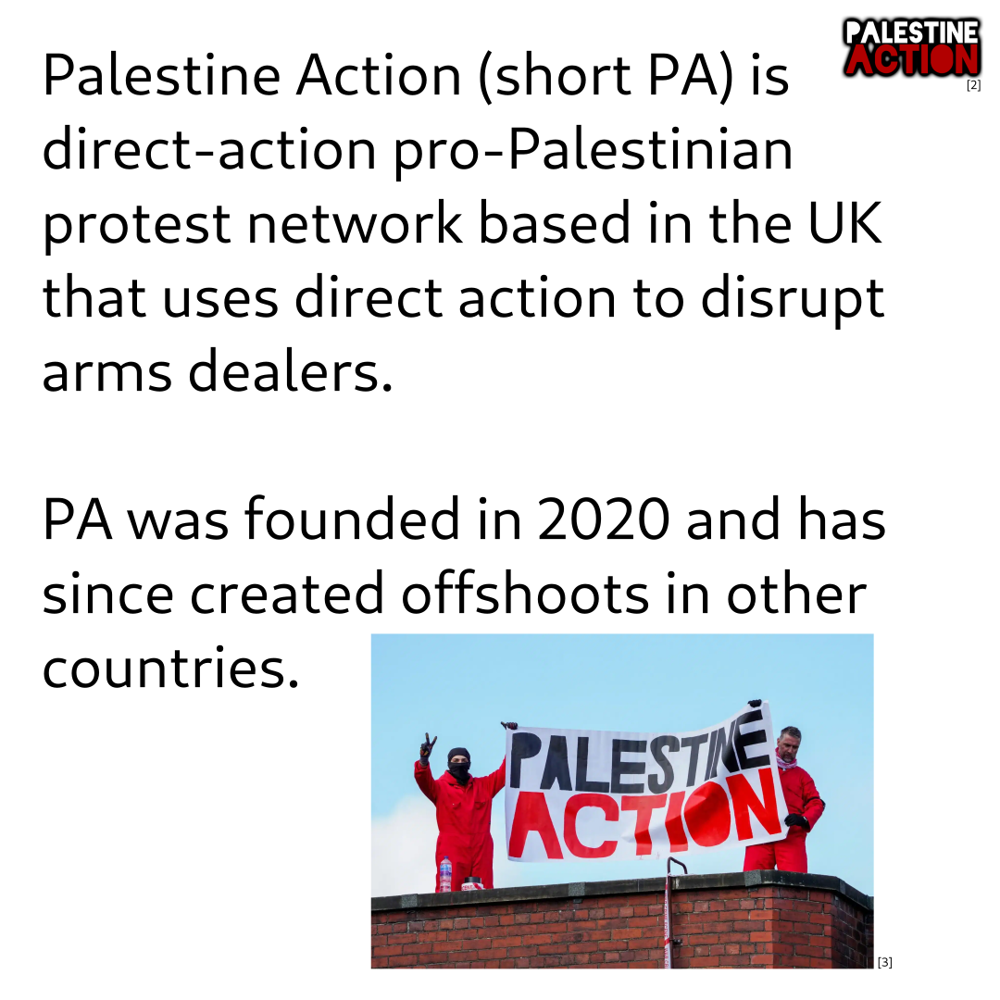 PALESTINE
ACTION
[2]
Palestine Action (short PA) is
direct-action pro-Palestinian
protest network based in the UK
that uses direct action to disrupt
arms dealers.
PA was founded in 2020 and has
since created offshoots in other
countries.
PALESTINE
ACTION
[3]